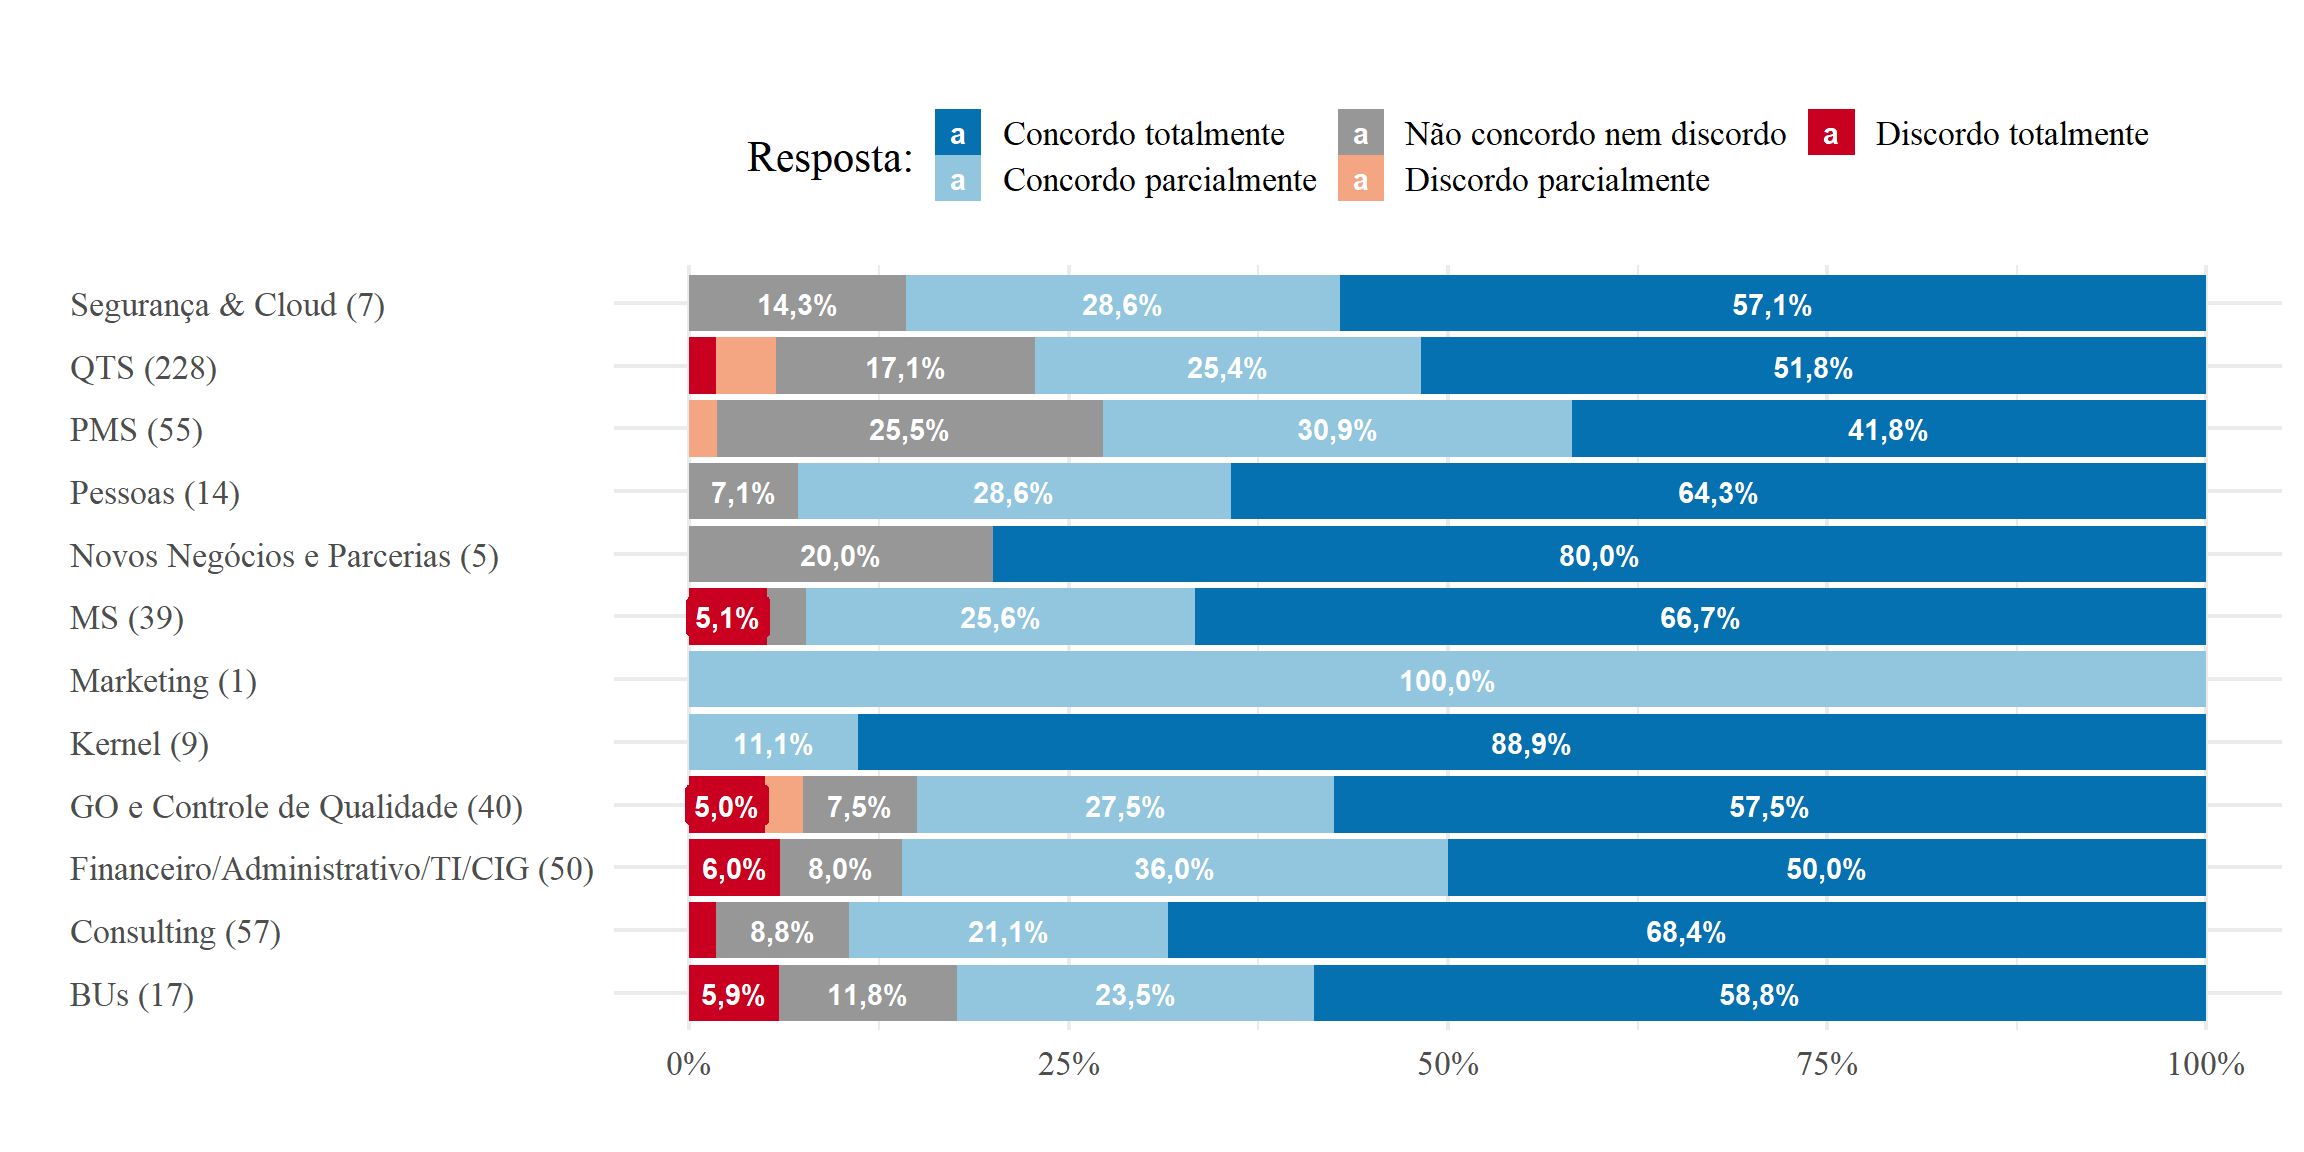 Resposta:
a Concordo totalmente
a Não concordo nem discordo
a Discordo totalmente
a Concordo parcialmente
a Discordo parcialmente
Segurança & Cloud (7) 14,3% 28,6% 57,1%
QTS (228) 17,1% 25,4% 51,8%
PMS (55) 25,5% 30,9% 41,8%
Pessoas (14) 7,1% 28,6% 64,3%
Novos Negócios e Parcerias (5) 20,0% 80,0%
MS (39) 5,1% 25,6% 66,7%
Marketing (1) 100,0%
Kernel (9) 11,1% 88,9%
GO e Controle de Qualidade (40) 5,0% 7,5% 27,5% 57,5%
Financeiro/Administrativo/TI/CIG (50) 6,0% 8,0% 36,0% 50,0%
Consulting (57) 8,8% 21,1% 68,4%
BUs (17) 5,9% 11,8% 23,5% 58,8%
0% 25% 50% 75% 100%